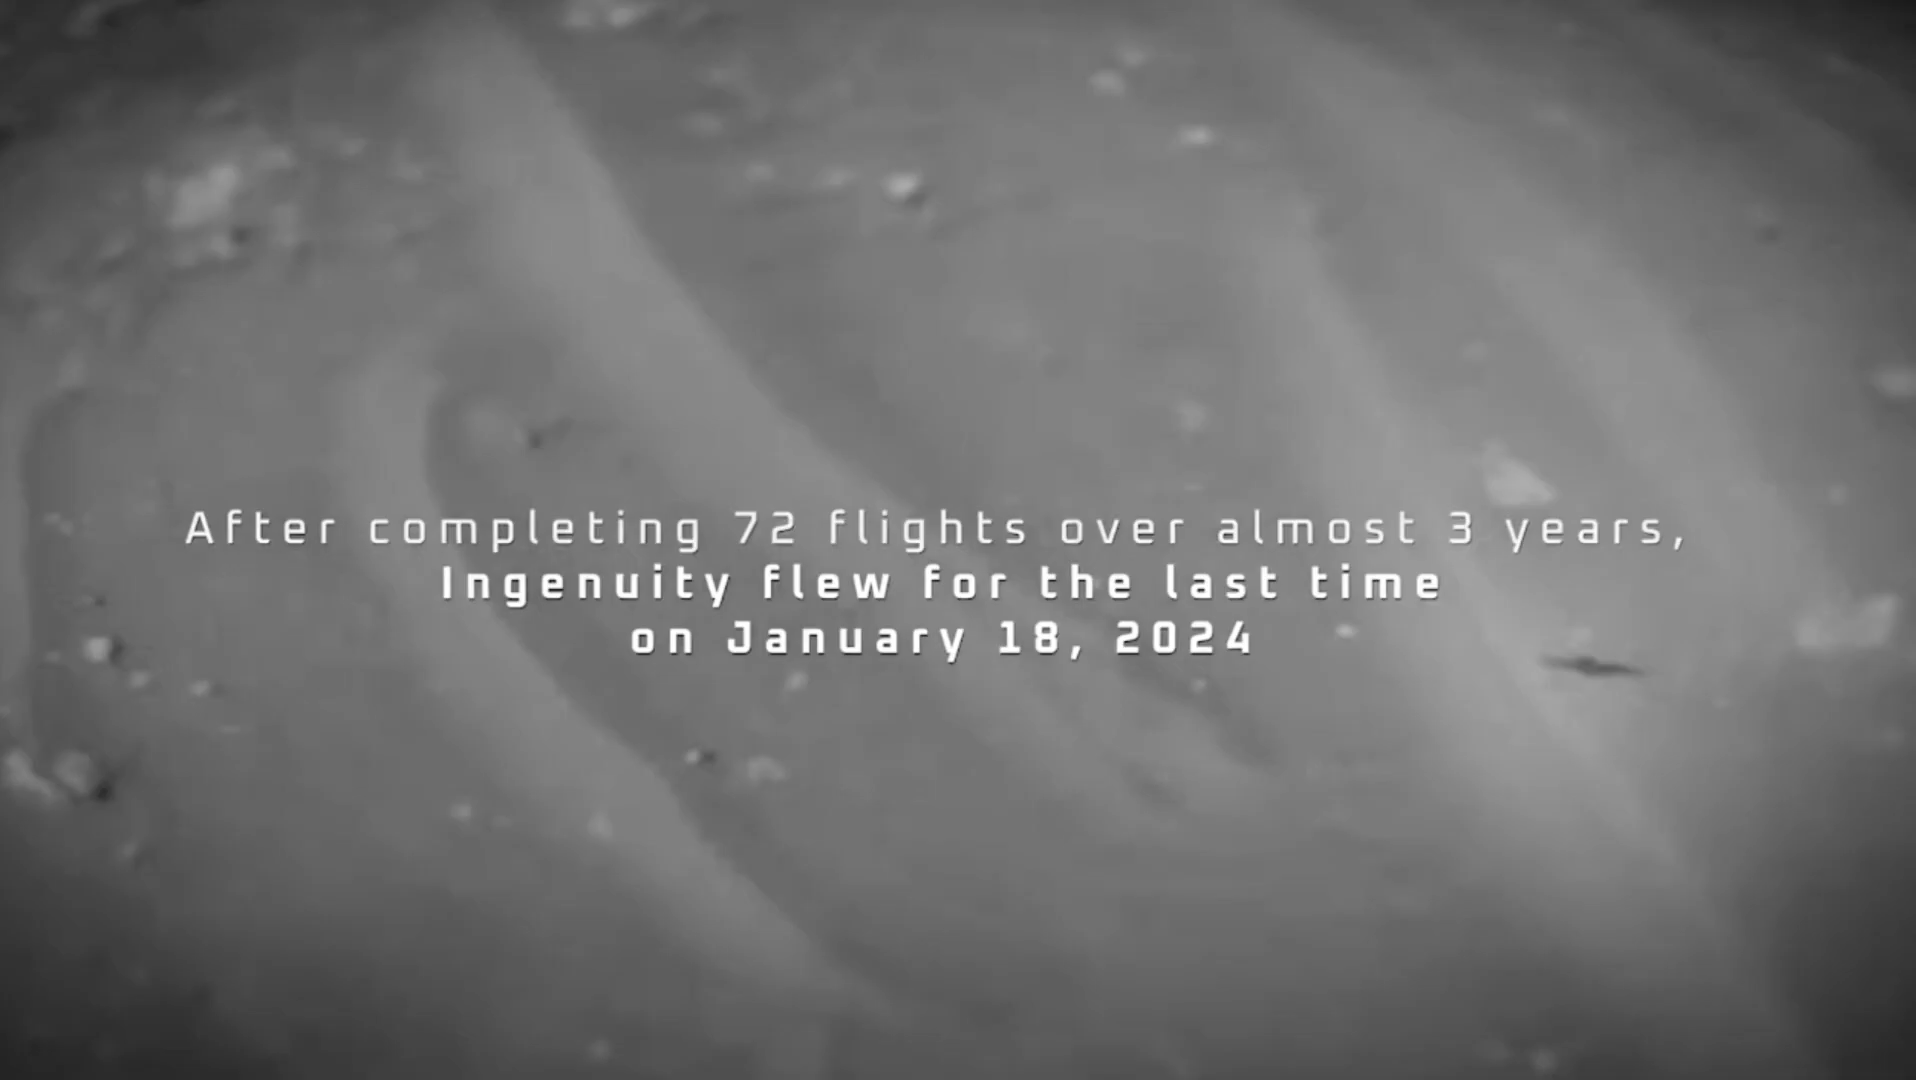 After completing 72 flights over almost 3 years,
Ingenuity flew for the last time
on January 18, 2024